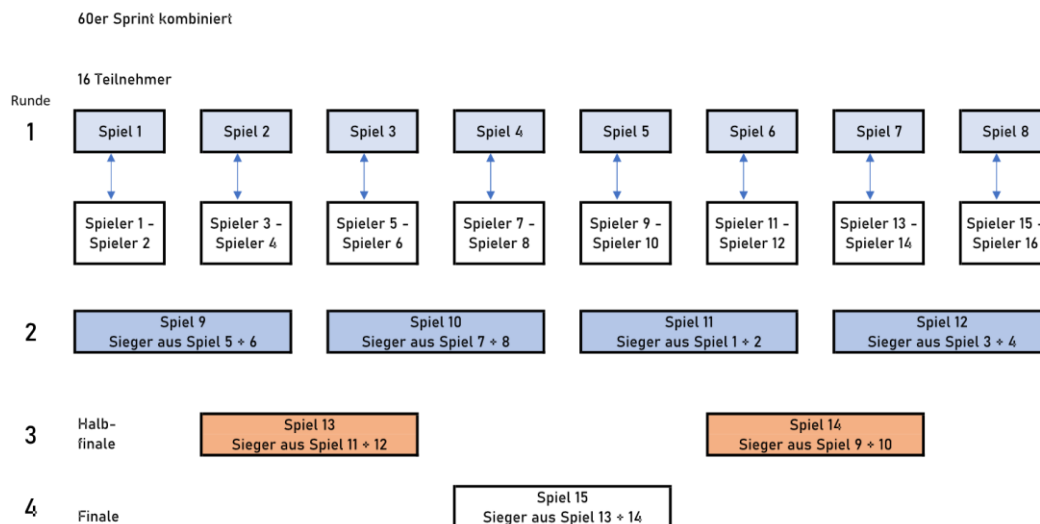 60er Sprint kombiniert
16 Teilnehmer
Runde
1
Spiel 1
Spiel 2
Spiel 3
Spiel 4
Spiel 5
Spiel 6
Spiel 7
Spiel 8
Spieler 1 -
Spieler 2
Spieler 3 -
Spieler 4
Spieler 5 -
Spieler 6
Spieler 7 -
Spieler 8
Spieler 9 -
Spieler 10
Spieler 11 -
Spieler 12
Spieler 13 -
Spieler 14
Spieler 15 -
Spieler 16
2
Spiel 9
Sieger aus Spiel 5 + 6
Spiel 10
Sieger aus Spiel 7 + 8
Spiel 11
Sieger aus Spiel 1 + 2
Spiel 12
Sieger aus Spiel 3 + 4
3
Halb-
finale
Spiel 13
Sieger aus Spiel 11 + 12
Spiel 14
Sieger aus Spiel 9 + 10
4
Finale
Spiel 15
Sieger aus Spiel 13 + 14